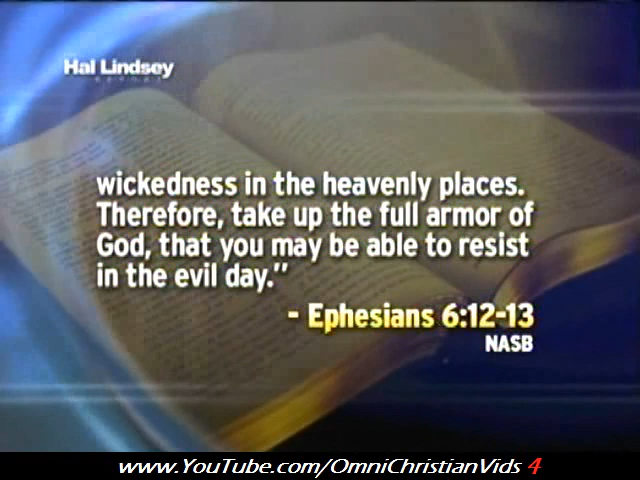 Hal Lindsey
REPORT
wickedness in the heavenly places.
Therefore, take up the full armor of
God, that you may be able to resist
in the evil day.”
- Ephesians 6:12-13
NASB
www.YouTube.com/OmniChristianVids 4